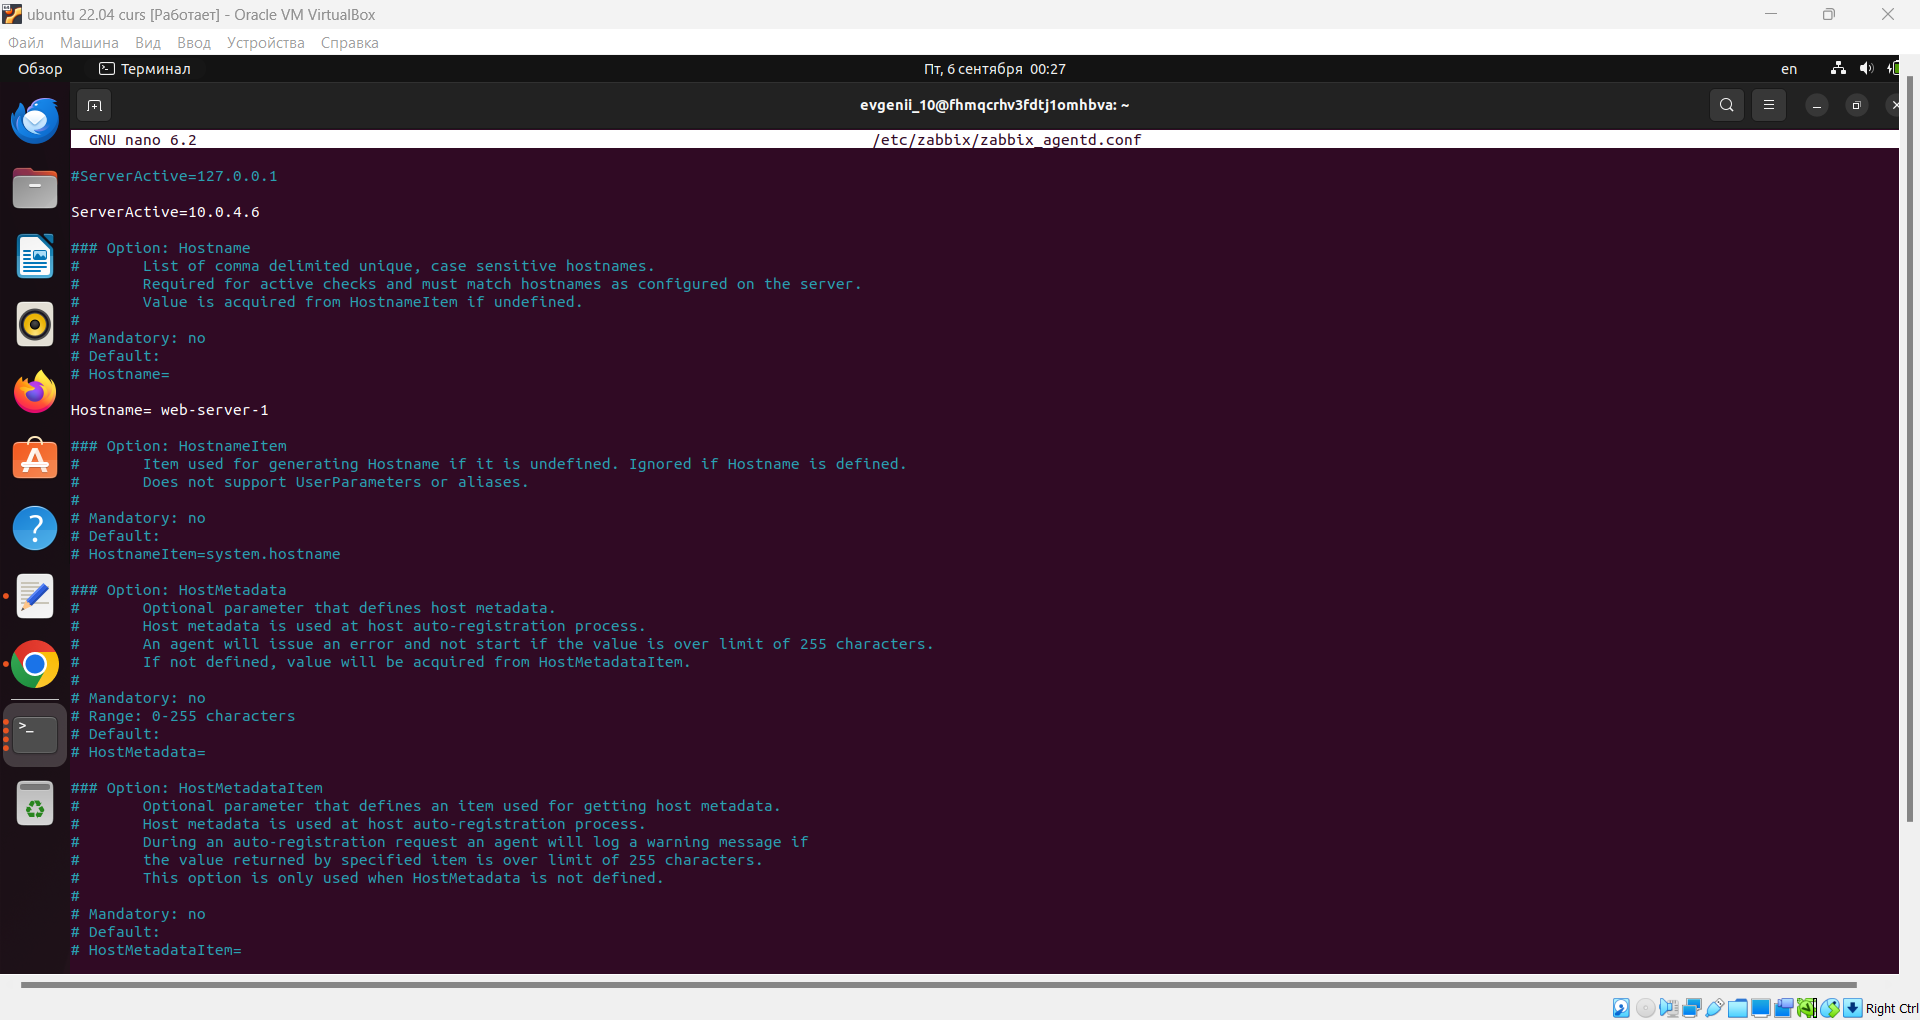 ubuntu 22.04 curs [Работает] - Oracle VM VirtualBox
Файл Машина Вид Ввод Устройства Справка
Обзор Терминал Пт, 6 сентября 00:27 en
evgenii_10@fhmqcrhv3fdtj1omhbva: ~
GNU nano 6.2 /etc/zabbix/zabbix_agentd.conf
#ServerActive=127.0.0.1
ServerActive=10.0.4.6
### Option: Hostname
# List of comma delimited unique, case sensitive hostnames.
# Required for active checks and must match hostnames as configured on the server.
# Value is acquired from HostnameItem if undefined.
#
# Mandatory: no
# Default:
# Hostname=
Hostname= web-server-1
### Option: HostnameItem
# Item used for generating Hostname if it is undefined. Ignored if Hostname is defined.
# Does not support UserParameters or aliases.
#
# Mandatory: no
# Default:
# HostnameItem=system.hostname
### Option: HostMetadata
# Optional parameter that defines host metadata.
# Host metadata is used at host auto-registration process.
# An agent will issue an error and not start if the value is over limit of 255 characters.
# If not defined, value will be acquired from HostMetadataItem.
#
# Mandatory: no
# Range: 0-255 characters
# Default:
# HostMetadata=
### Option: HostMetadataItem
# Optional parameter that defines an item used for getting host metadata.
# Host metadata is used at host auto-registration process.
# During an auto-registration request an agent will log a warning message if
# the value returned by specified item is over limit of 255 characters.
# This option is only used when HostMetadata is not defined.
#
# Mandatory: no
# Default:
# HostMetadataItem=
Right Ctrl